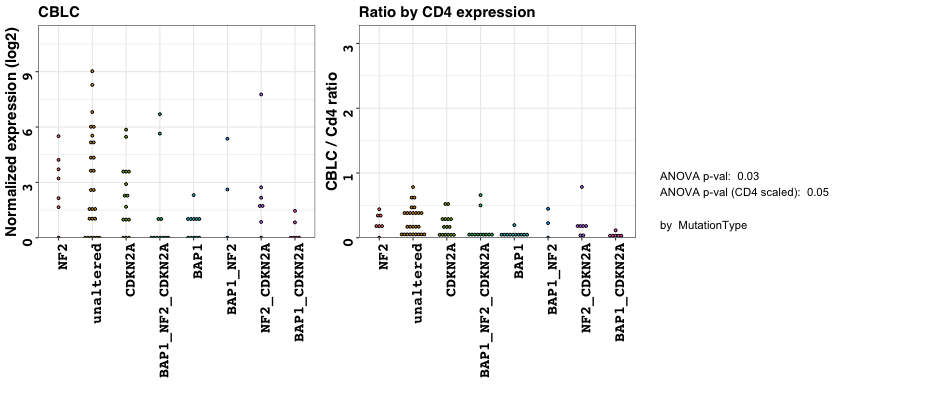 CBLC
Normalized expression (log2)
9
6
3
0
NF2
unaltered
CDKN2A
BAP1_NF2_CDKN2A
BAP1
BAP1_NF2
NF2_CDKN2A
BAP1_CDKN2A
Ratio by CD4 expression
CBLC / Cd4 ratio
3
2
1
0
NF2
unaltered
CDKN2A
BAP1_NF2_CDKN2A
BAP1
BAP1_NF2
NF2_CDKN2A
BAP1_CDKN2A
ANOVA p-val: 0.03
ANOVA p-val (CD4 scaled): 0.05
by MutationType